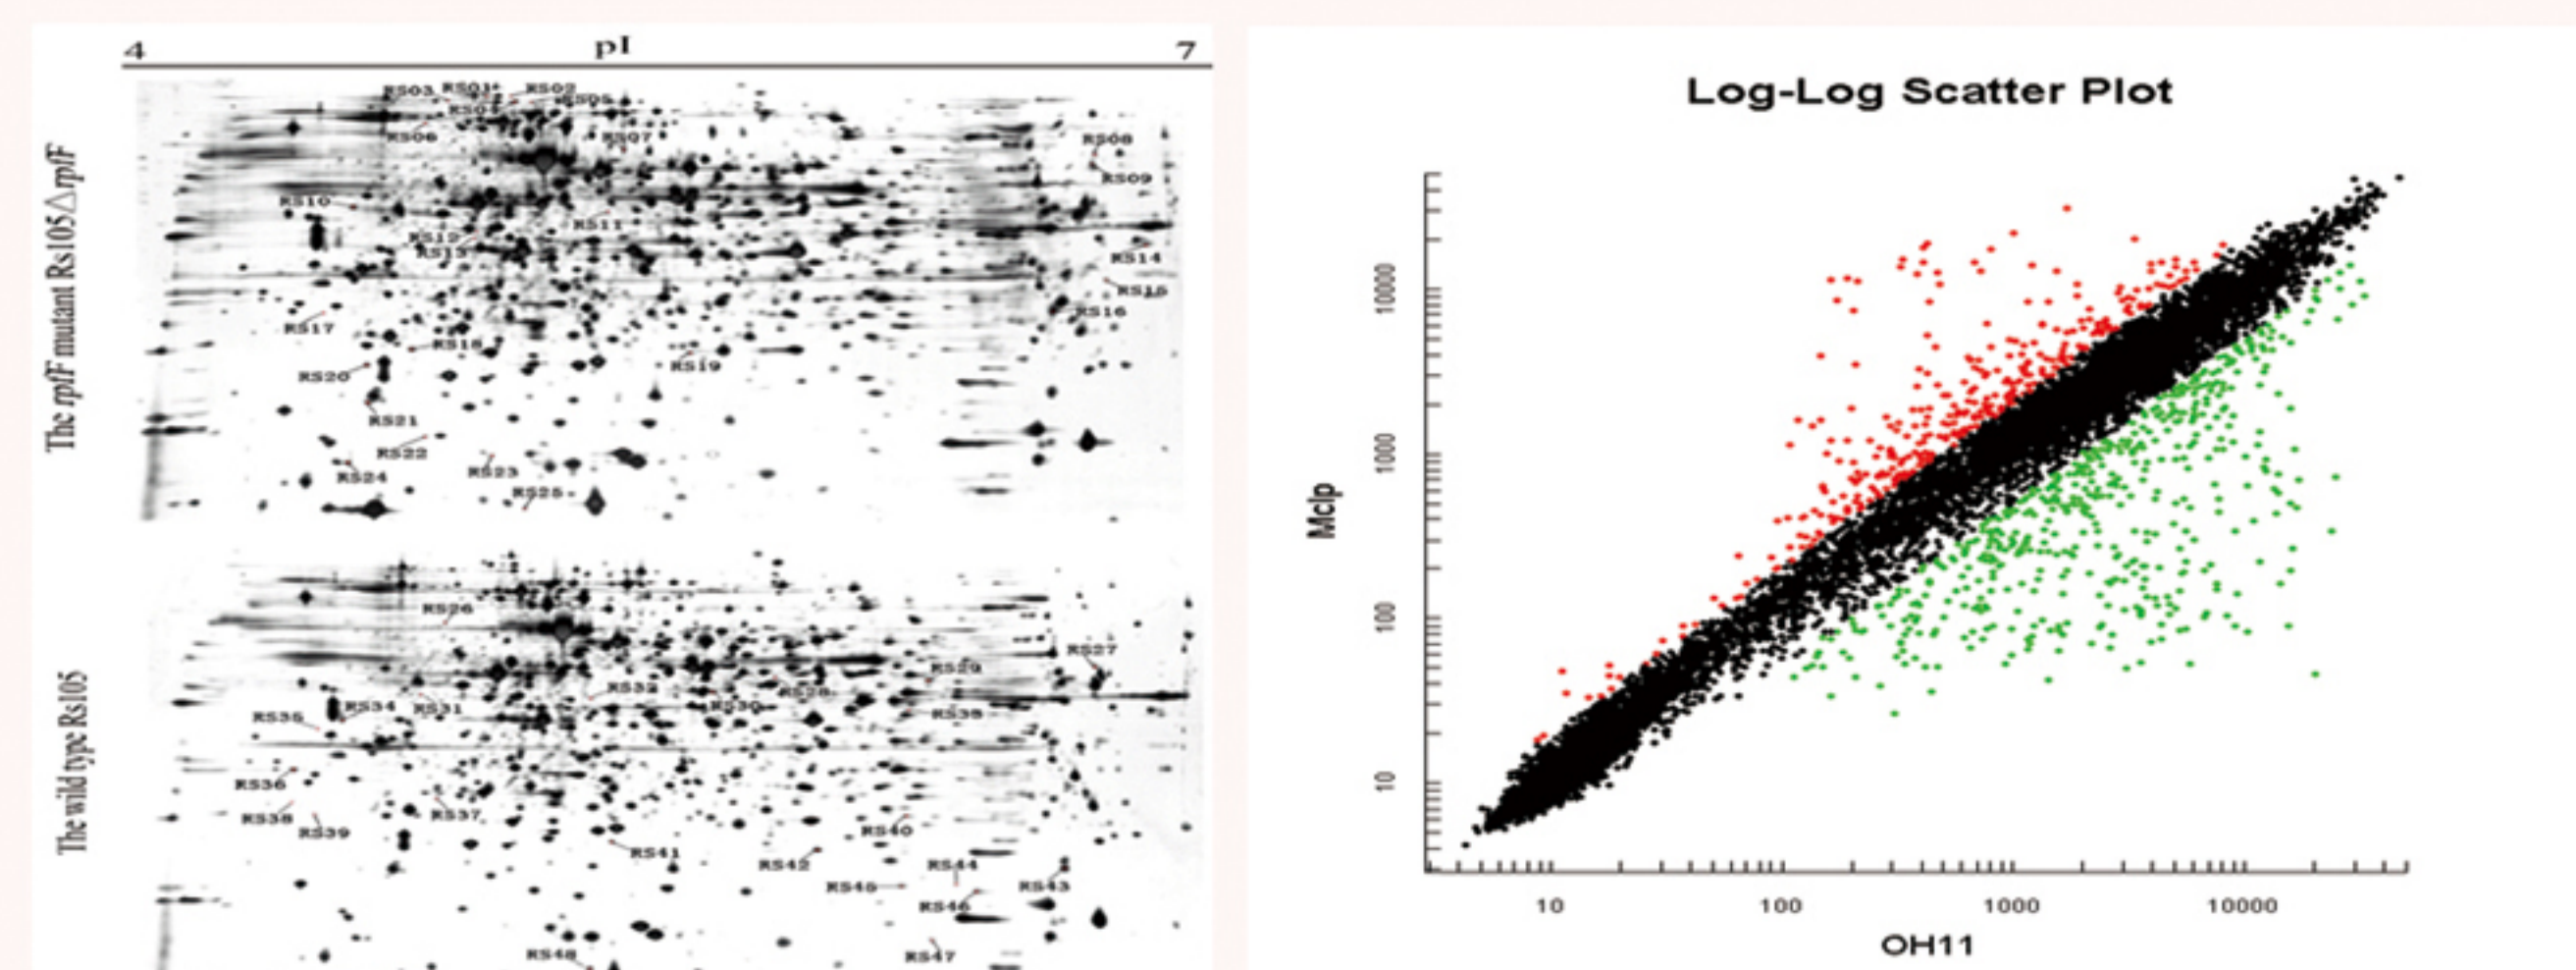 4 pI 7
The rpfF mutant Rs105△rpfF
RS03 RS01 RS02
RS04 RS05
RS06 RS07
RS08
RS09
RS10
RS11
RS12
RS13
RS14
RS15
RS16
RS17
RS18
RS19
RS20
RS21
RS22
RS23
RS24
RS25
The wild type Rs105
RS26
RS27
RS29
RS28
RS32
RS30
RS34 RS31
RS35
RS36
RS37
RS38
RS39
RS40
RS41
RS42
RS44
RS45 RS43
RS46
RS47
RS48
Log-Log Scatter Plot
Mclp
10000
1000
100
10
10 100 1000 10000
OH11